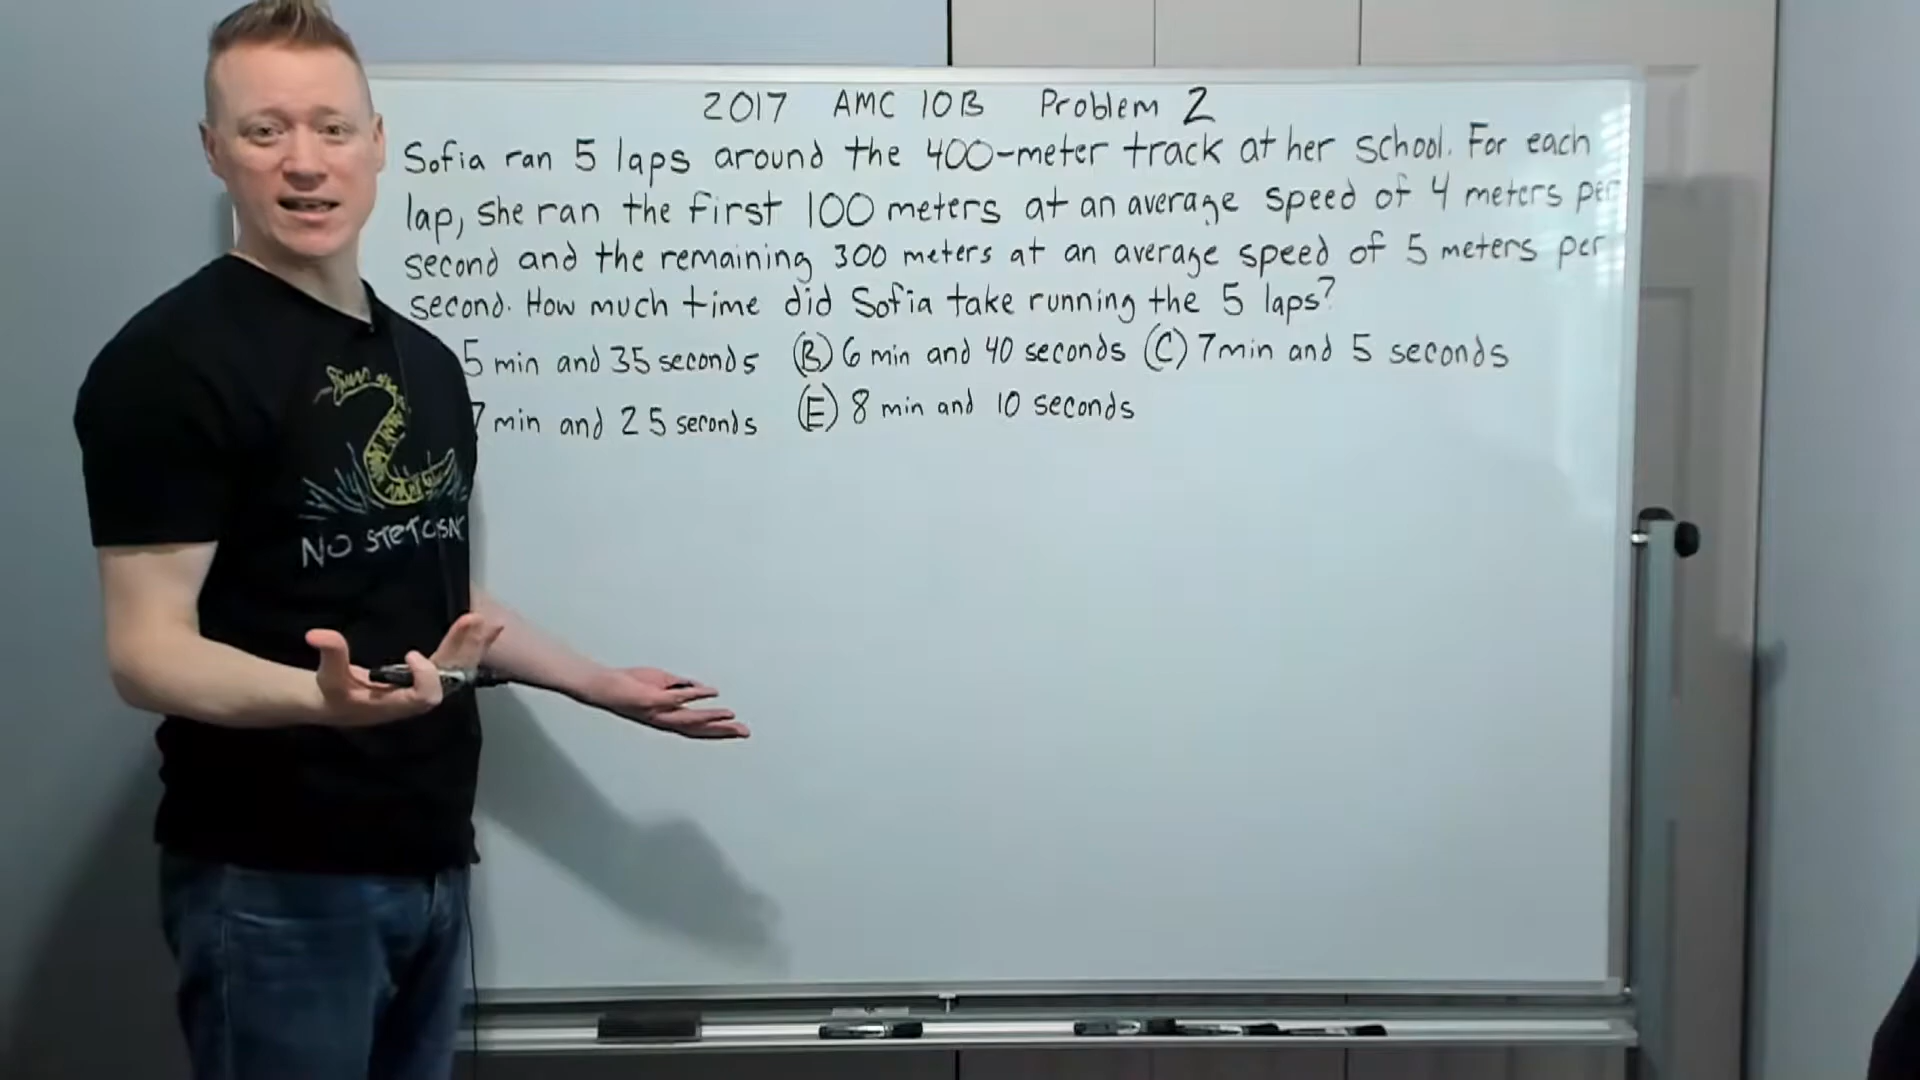 2017 AMC 10B Problem 2
Sofia ran 5 laps around the 400-meter track at her school. For each
lap, she ran the first 100 meters at an average speed of 4 meters per
second and the remaining 300 meters at an average speed of 5 meters per
second. How much time did Sofia take running the 5 laps?
5 min and 35 seconds (B) 6 min and 40 seconds (C) 7 min and 5 seconds
7 min and 25 seconds (E) 8 min and 10 seconds
NO